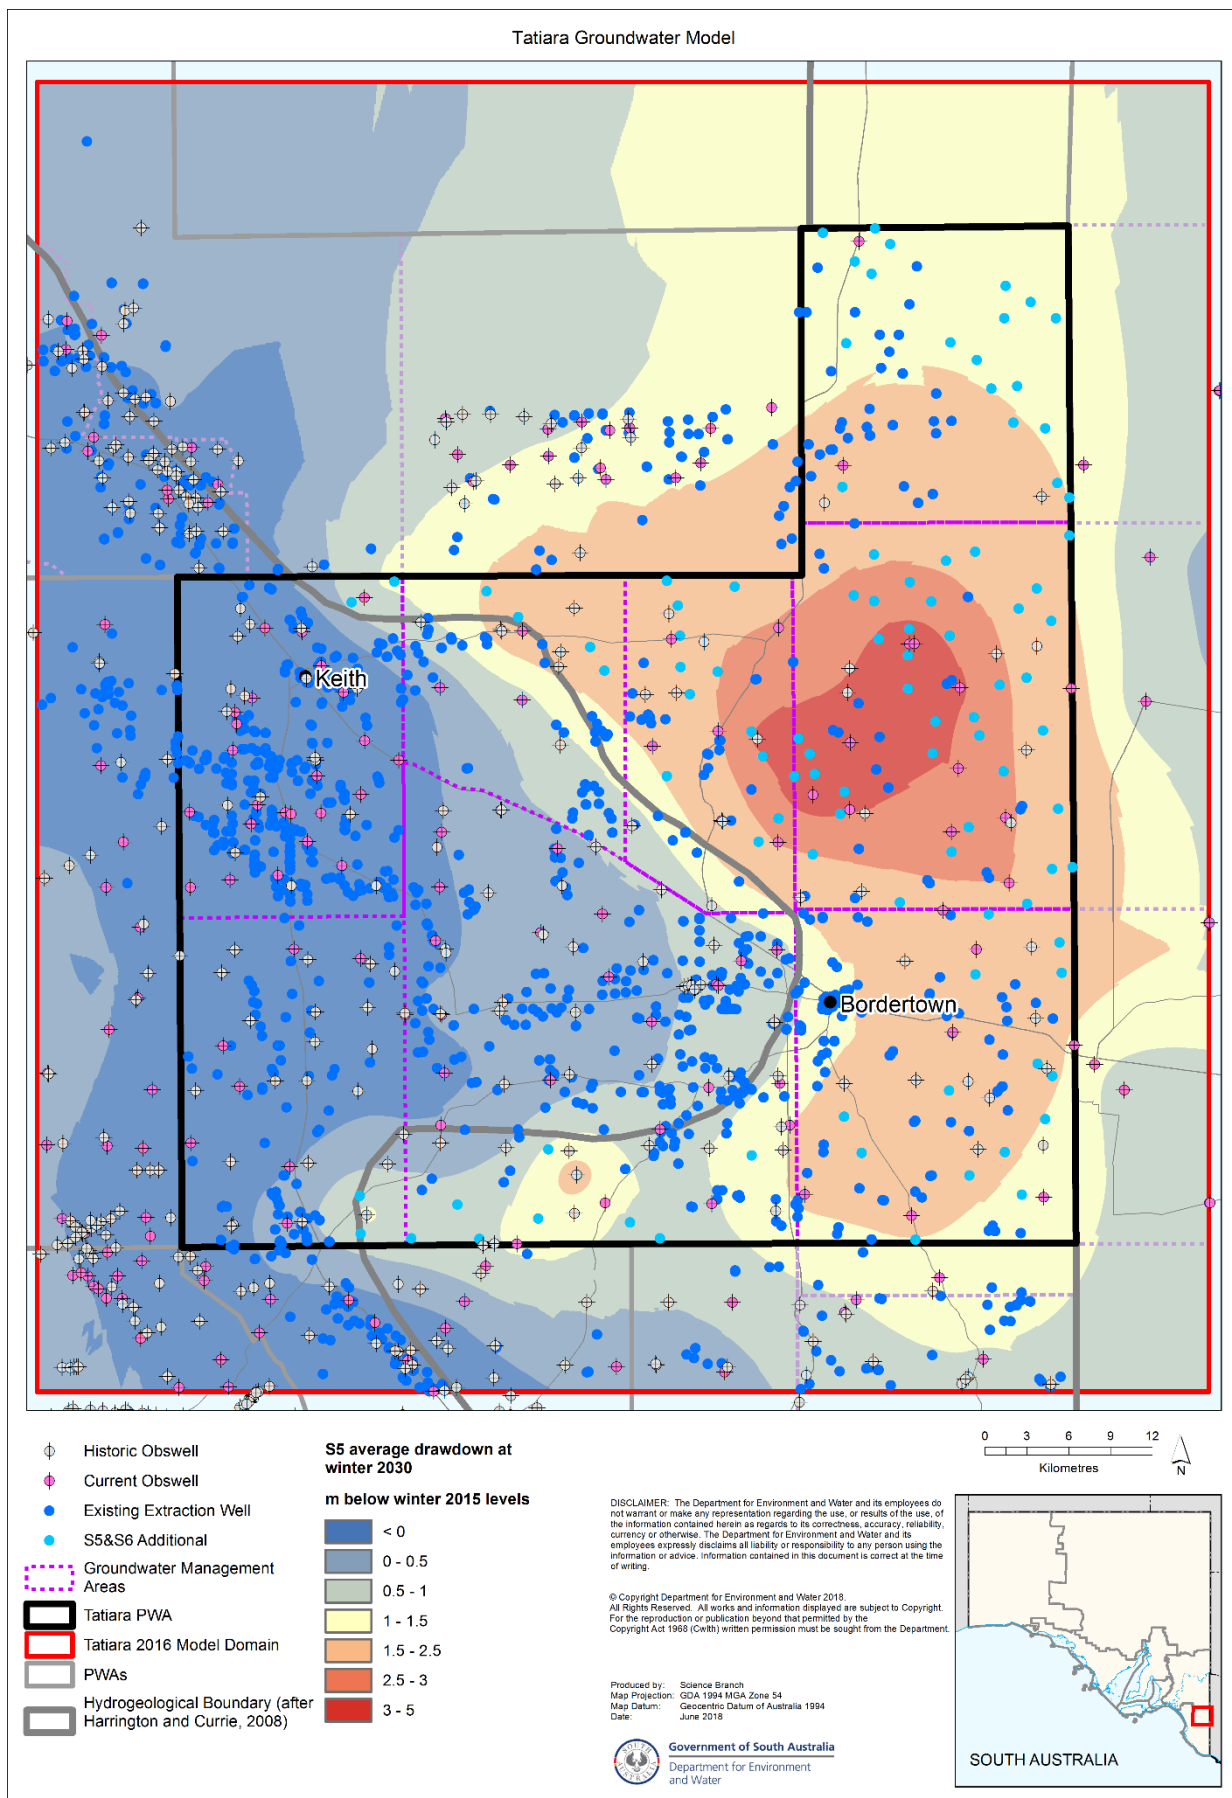 Tatiara Groundwater Model
Keith
Bordertown
Historic Obswell
Current Obswell
Existing Extraction Well
S5&S6 Additional
Groundwater Management
Areas
Tatiara PWA
Tatiara 2016 Model Domain
PWAs
Hydrogeological Boundary (after
Harrington and Currie, 2008)
S5 average drawdown at
winter 2030
m below winter 2015 levels
< 0
0 - 0.5
0.5 - 1
1 - 1.5
1.5 - 2.5
2.5 - 3
3 - 5
0 3 6 9 12
Kilometres
N
DISCLAIMER: The Department for Environment and Water and its employees do
not warrant or make any representation regarding the use, or results of the use, of
the information contained herein as regards to its correctness, accuracy, reliability,
currency or otherwise. The Department for Environment and Water and its
employees expressly disclaims all liability or responsibility to any person using the
information or advice. Information contained in this document is correct at the time
of writing.
© Copyright Department for Environment and Water 2018.
All Rights Reserved. All works and information displayed are subject to Copyright.
For the reproduction or publication beyond that permitted by the
Copyright Act 1968 (Cwlth) written permission must be sought from the Department.
Produced by: Science Branch
Map Projection: GDA 1994 MGA Zone 54
Map Datum: Geocentric Datum of Australia 1994
Date: June 2018
SOUTH AUSTRALIA
Government of South Australia
Department for Environment
and Water
SOUTH AUSTRALIA